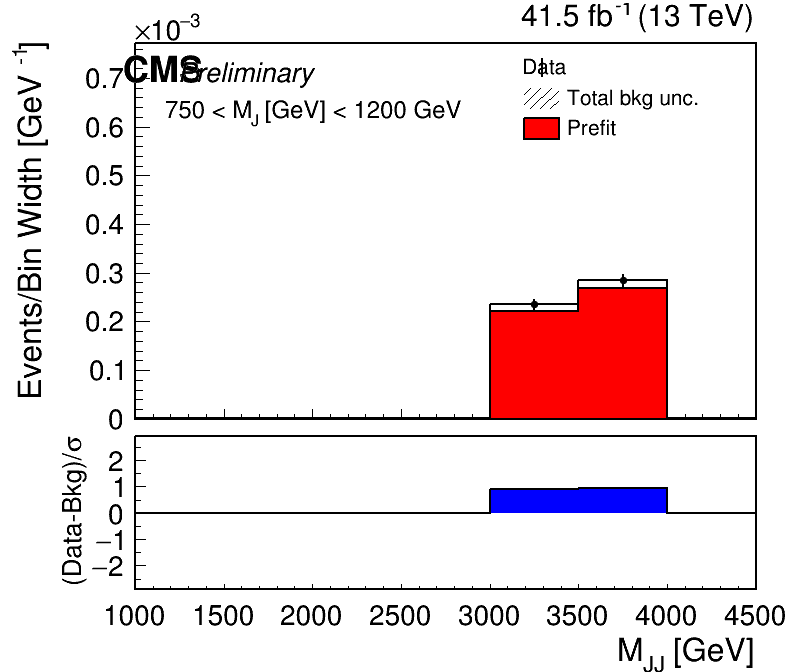 ×10⁻³
41.5 fb⁻¹ (13 TeV)
CMS Preliminary
750 < M_J [GeV] < 1200 GeV
Data
Total bkg unc.
Prefit
Events/Bin Width [GeV⁻¹]
0.7
0.6
0.5
0.4
0.3
0.2
0.1
0
(Data-Bkg)/σ
2
1
0
−1
−2
1000 1500 2000 2500 3000 3500 4000 4500
M_JJ [GeV]